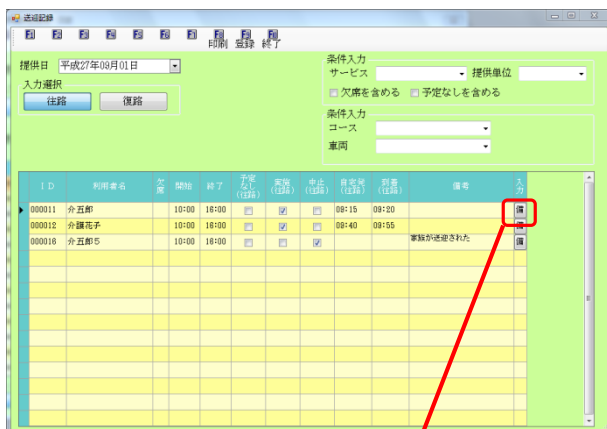 送迎記録
F1 F2 F3 F4 F5 F6 F7 F8 F9 F10
印刷 登録 終了
提供日 平成27年09月01日
入力選択
往路 復路
条件入力
サービス 提供単位
欠席を含める 予定なしを含める
条件入力
コース
車両
ID 利用者名 欠席 開始 終了 予定なし(往路) 実施(往路) 中止(往路) 自宅発(往路) 到着(往路) 備考 入力
000011 介五郎 10:00 16:00 09:15 09:20 備
000012 介護花子 10:00 16:00 09:40 09:55 備
000016 介五郎5 10:00 16:00 家族が送迎された 備